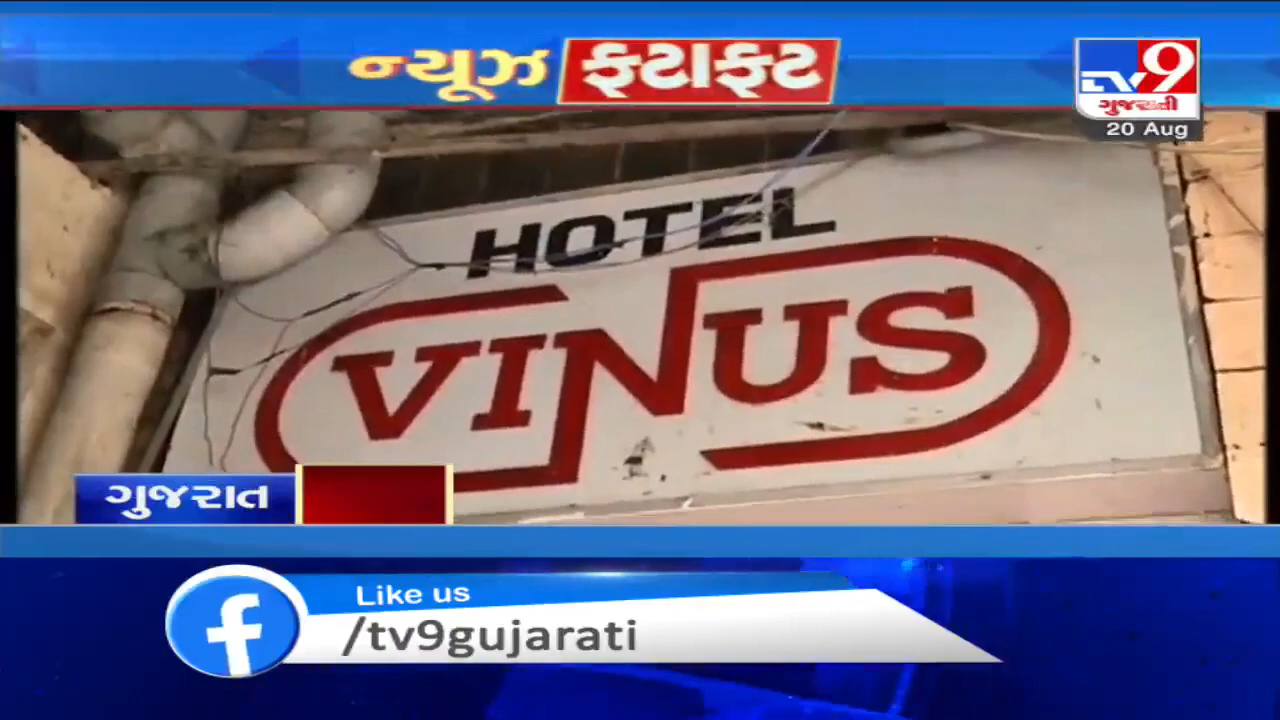 ન્યૂઝ ફટાફટ
TV9
ગુજરાતી
20 Aug
HOTEL
VINUS
ગુજરાત
Like us
/tv9gujarati